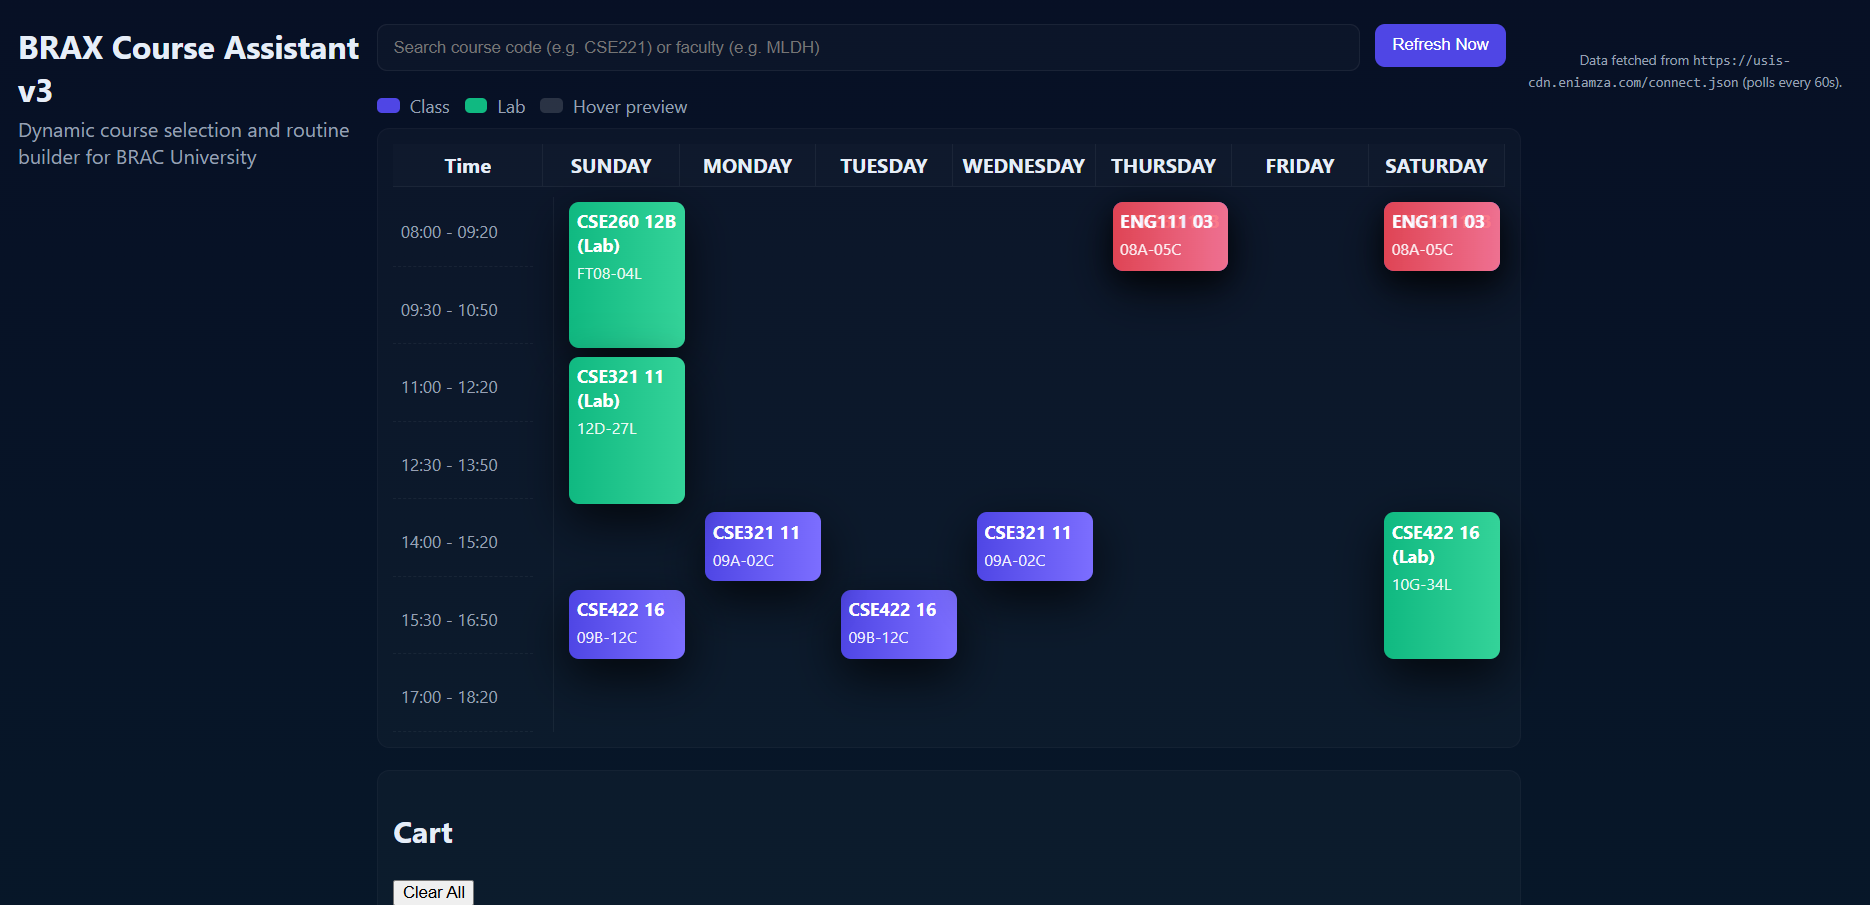 BRAX Course Assistant
v3
Dynamic course selection and routine
builder for BRAC University
Search course code (e.g. CSE221) or faculty (e.g. MLDH)
Refresh Now
Data fetched from https://usis-
cdn.eniamza.com/connect.json (polls every 60s).
Class Lab Hover preview
Time SUNDAY MONDAY TUESDAY WEDNESDAY THURSDAY FRIDAY SATURDAY
08:00 - 09:20
CSE260 12B
(Lab)
FT08-04L
ENG111 03
08A-05C
ENG111 03
08A-05C
09:30 - 10:50
11:00 - 12:20
CSE321 11
(Lab)
12D-27L
12:30 - 13:50
14:00 - 15:20
CSE321 11
09A-02C
CSE321 11
09A-02C
CSE422 16
(Lab)
10G-34L
15:30 - 16:50
CSE422 16
09B-12C
CSE422 16
09B-12C
17:00 - 18:20
Cart
Clear All